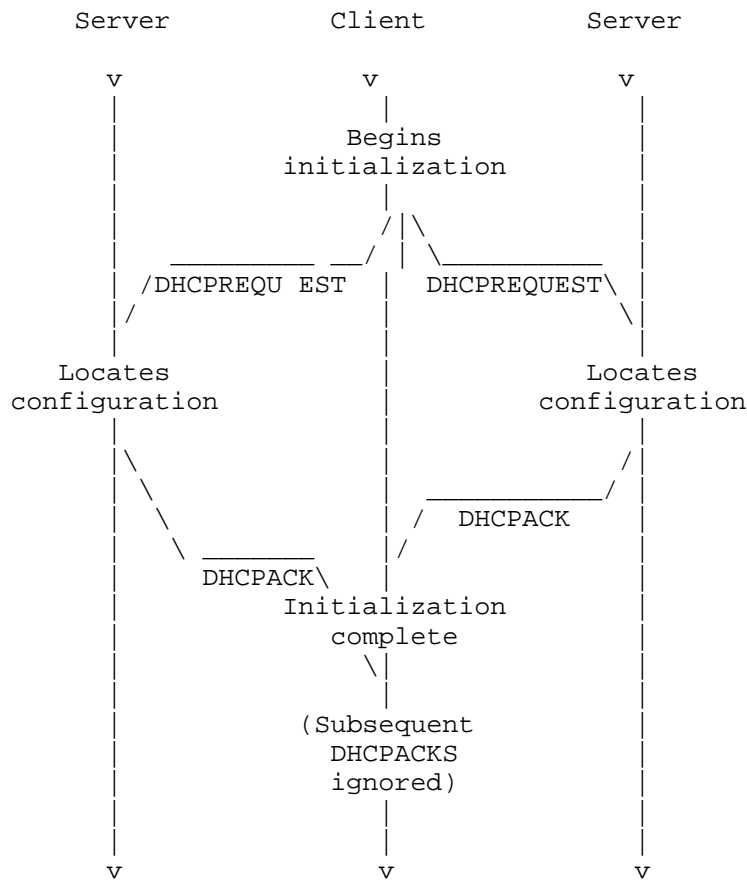 Server Client Server
v v v
Begins
initialization
DHCPREQU EST DHCPREQUEST
Locates Locates
configuration configuration
DHCPACK
DHCPACK
Initialization
complete
(Subsequent
DHCPACKS
ignored)
v v v